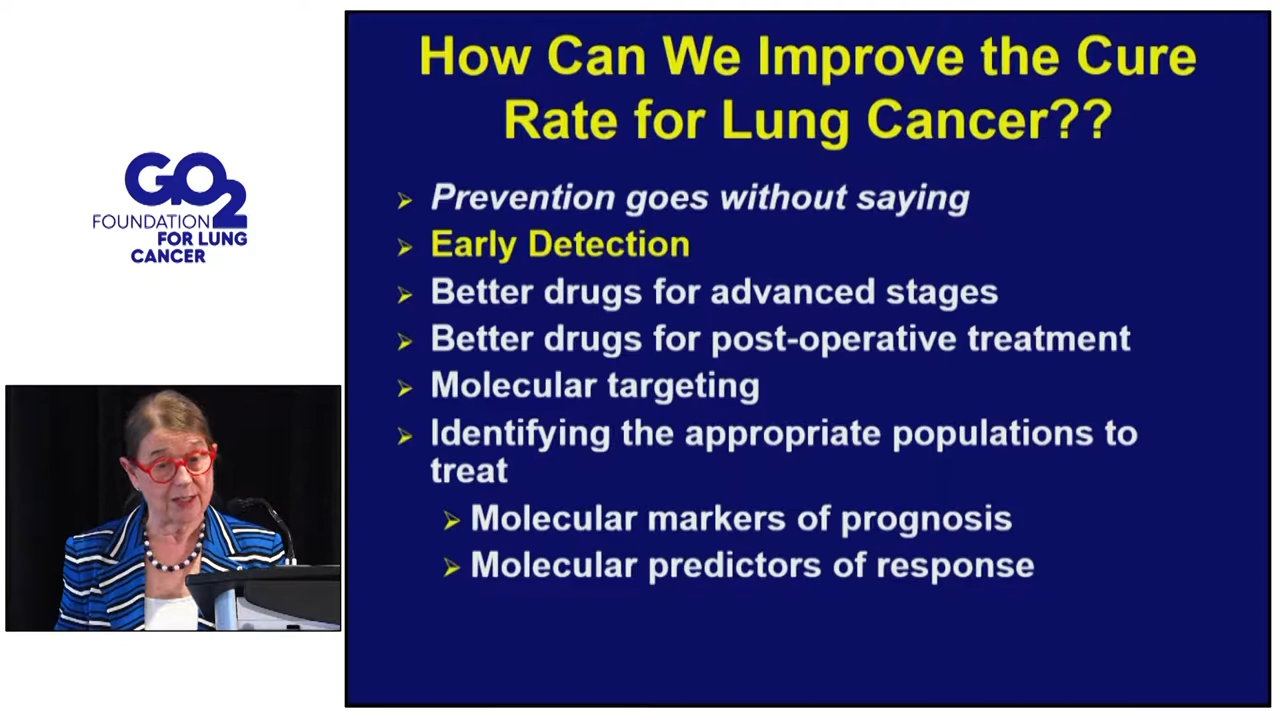 GO2
FOUNDATION
FOR LUNG
CANCER
How Can We Improve the Cure
Rate for Lung Cancer??
Prevention goes without saying
Early Detection
Better drugs for advanced stages
Better drugs for post-operative treatment
Molecular targeting
Identifying the appropriate populations to
treat
Molecular markers of prognosis
Molecular predictors of response